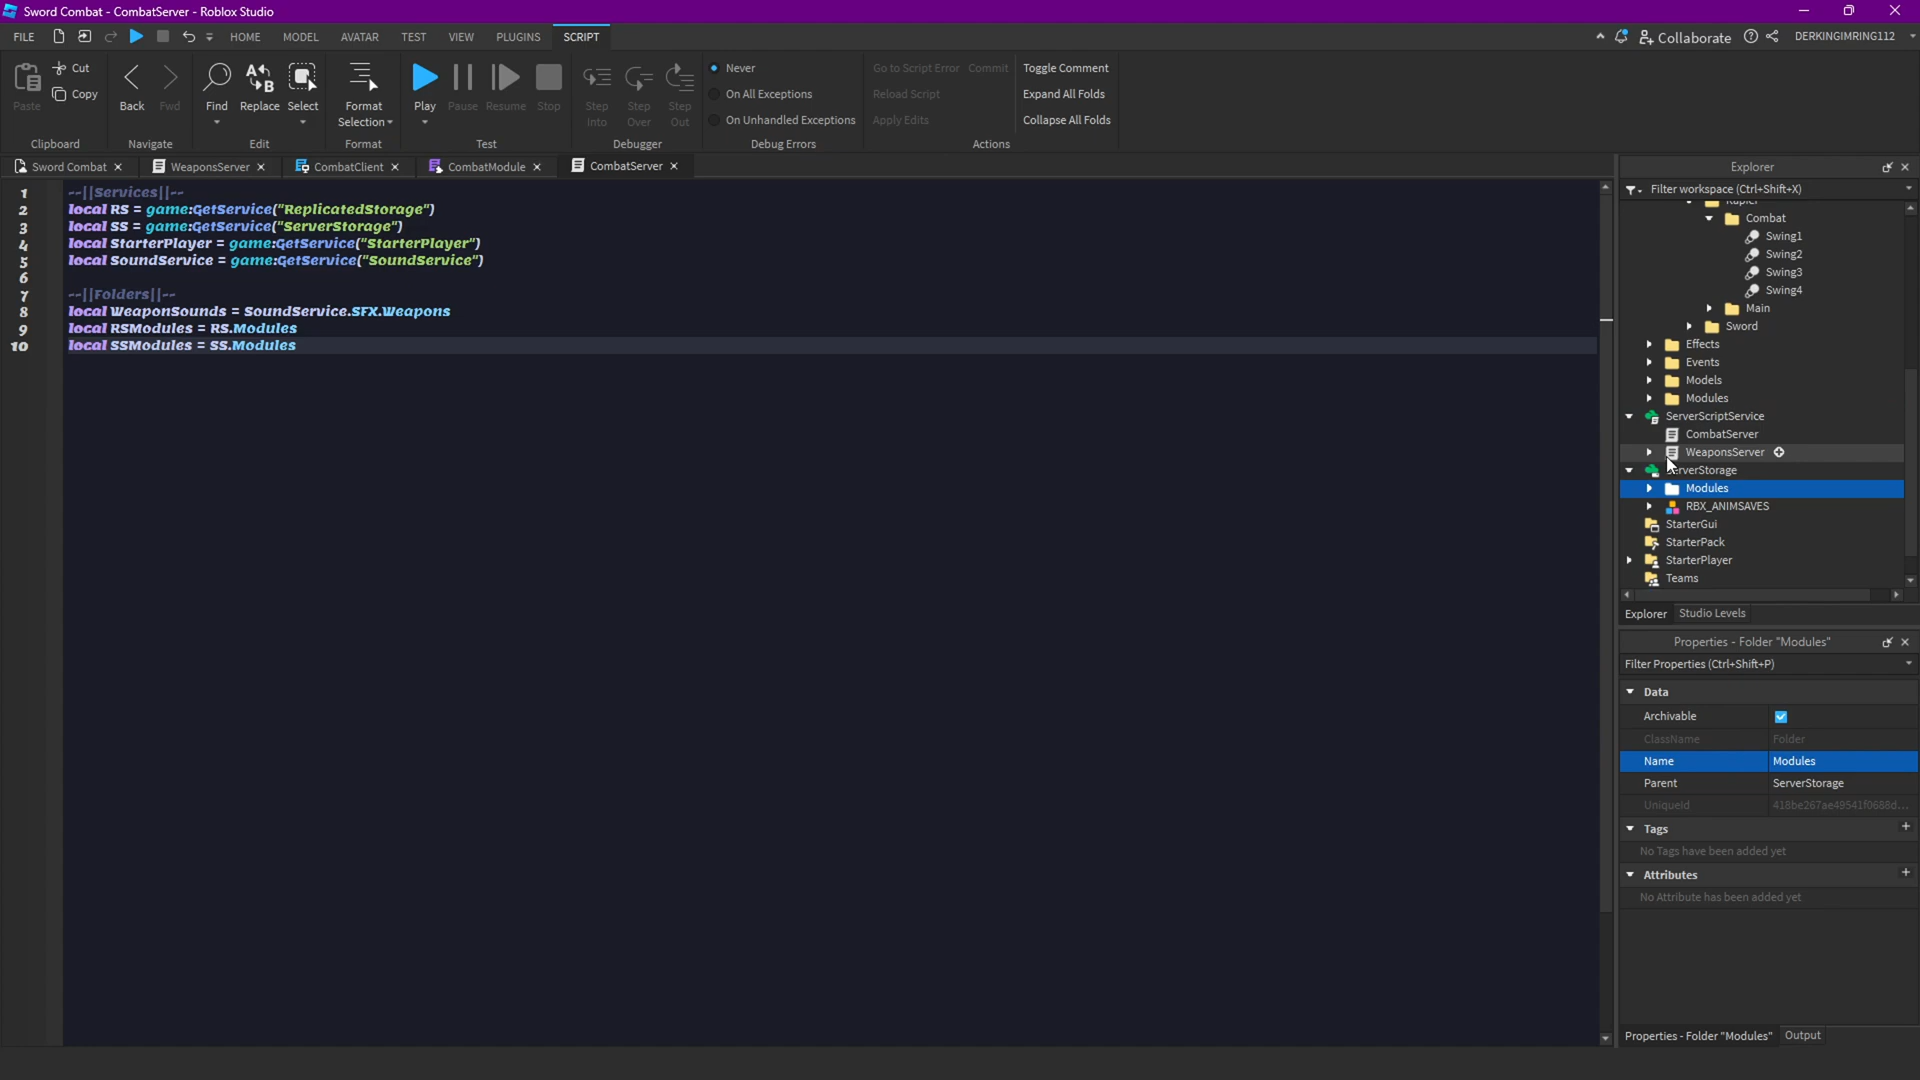 Sword Combat - CombatServer - Roblox Studio
FILE HOME MODEL AVATAR TEST VIEW PLUGINS SCRIPT Collaborate DERKINGIMRING112
Paste Cut Copy Clipboard
Back Fwd Navigate
Find Replace Select Edit
Format Selection Format
Play Pause Resume Stop Test
Step Into Step Over Step Out Debugger
Never
On All Exceptions
On Unhandled Exceptions
Debug Errors
Go to Script Error Commit Toggle Comment
Reload Script Expand All Folds
Apply Edits Collapse All Folds
Actions
Sword Combat WeaponsServer CombatClient CombatModule CombatServer
1 --||Services||--
2 local RS = game:GetService("ReplicatedStorage")
3 local SS = game:GetService("ServerStorage")
4 local StarterPlayer = game:GetService("StarterPlayer")
5 local SoundService = game:GetService("SoundService")
6
7 --||Folders||--
8 local WeaponSounds = SoundService.SFX.Weapons
9 local RSModules = RS.Modules
10 local SSModules = SS.Modules
Explorer
Filter workspace (Ctrl+Shift+X)
Rapier
Combat
Swing1
Swing2
Swing3
Swing4
Main
Sword
Effects
Events
Models
Modules
ServerScriptService
CombatServer
WeaponsServer
ServerStorage
Modules
RBX_ANIMSAVES
StarterGui
StarterPack
StarterPlayer
Teams
Explorer Studio Levels
Properties - Folder "Modules"
Filter Properties (Ctrl+Shift+P)
Data
Archivable
ClassName Folder
Name Modules
Parent ServerStorage
UniqueId 418be267ae49541f0688d...
Tags
No Tags have been added yet
Attributes
No Attribute has been added yet
Properties - Folder "Modules" Output